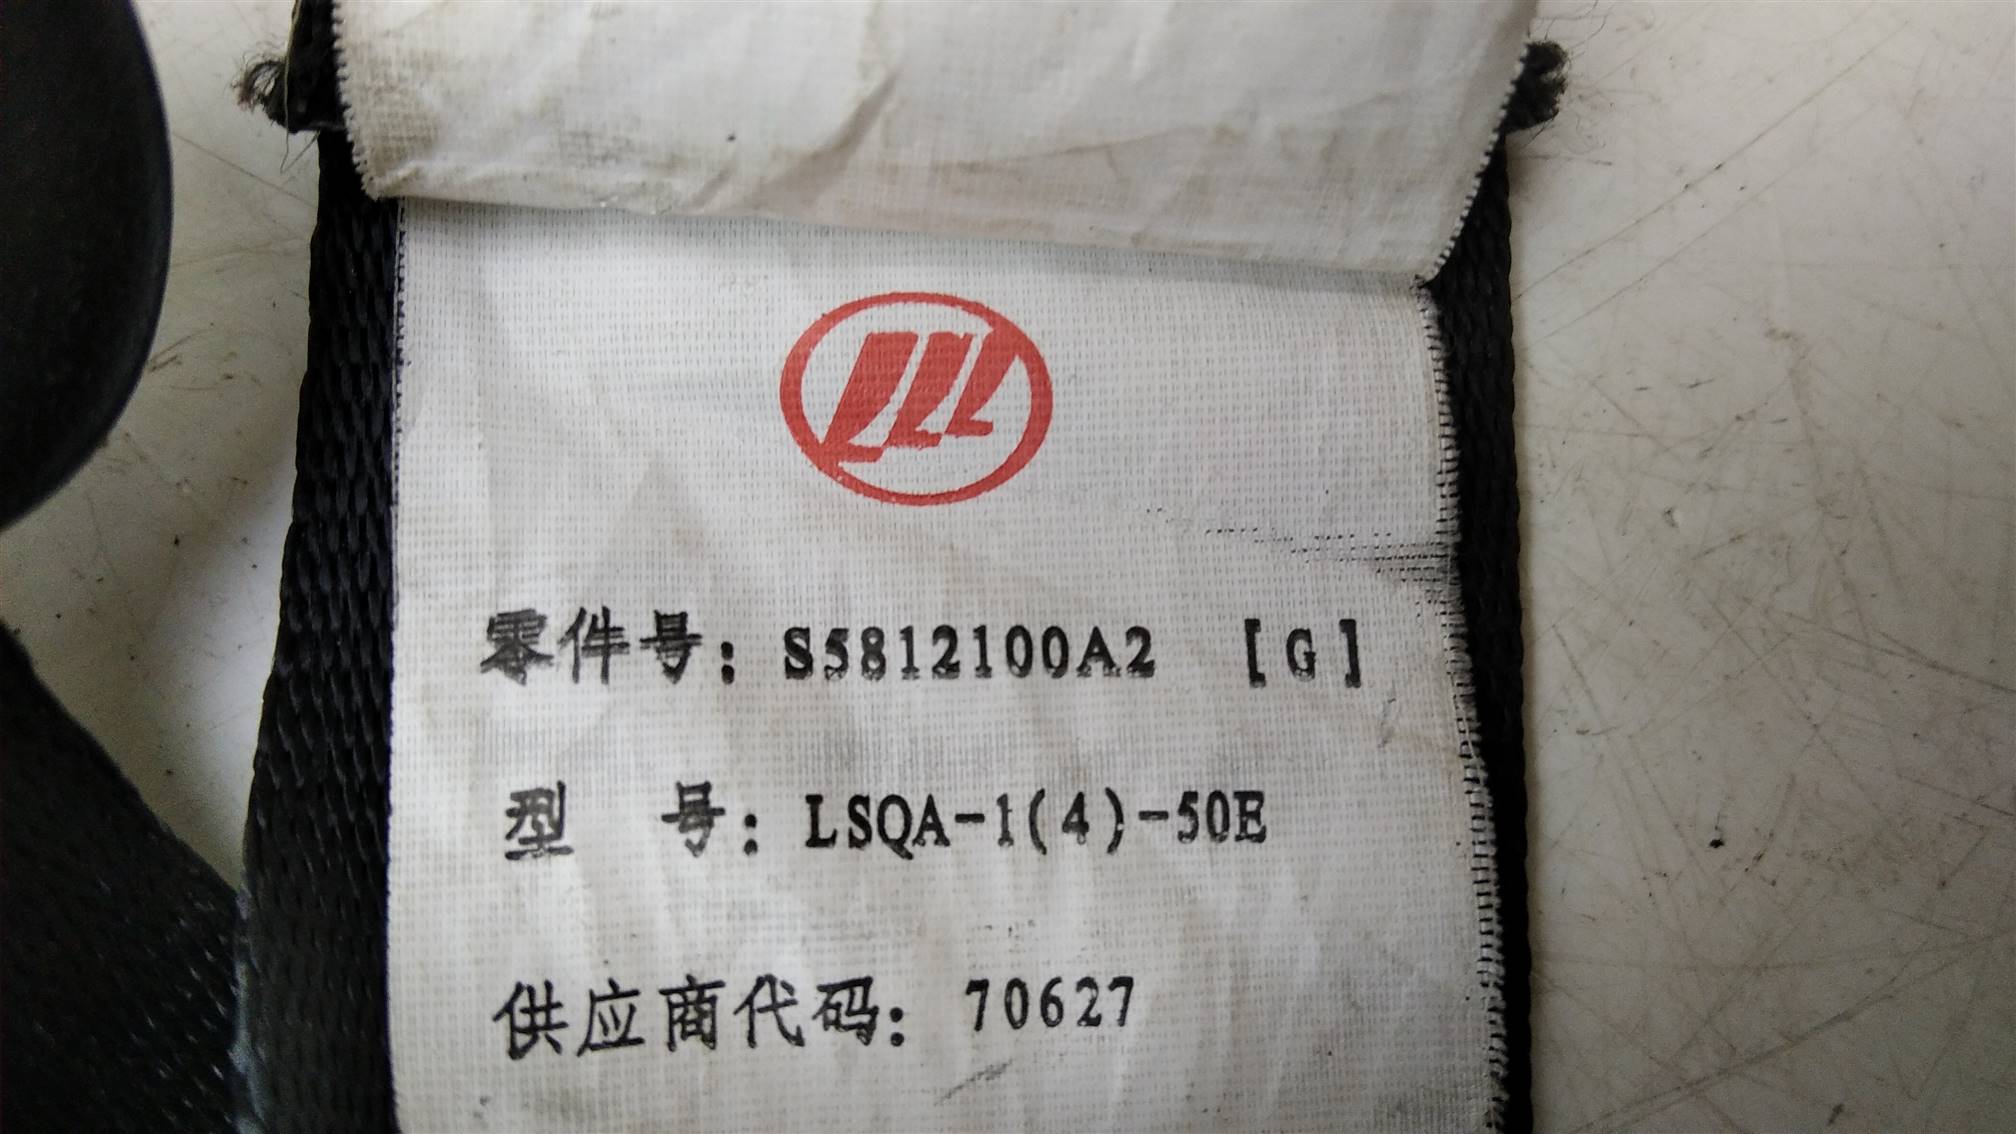 零件号: S5812100A2 [G]
型 号: LSQA-1(4)-50E
供应商代码: 70627